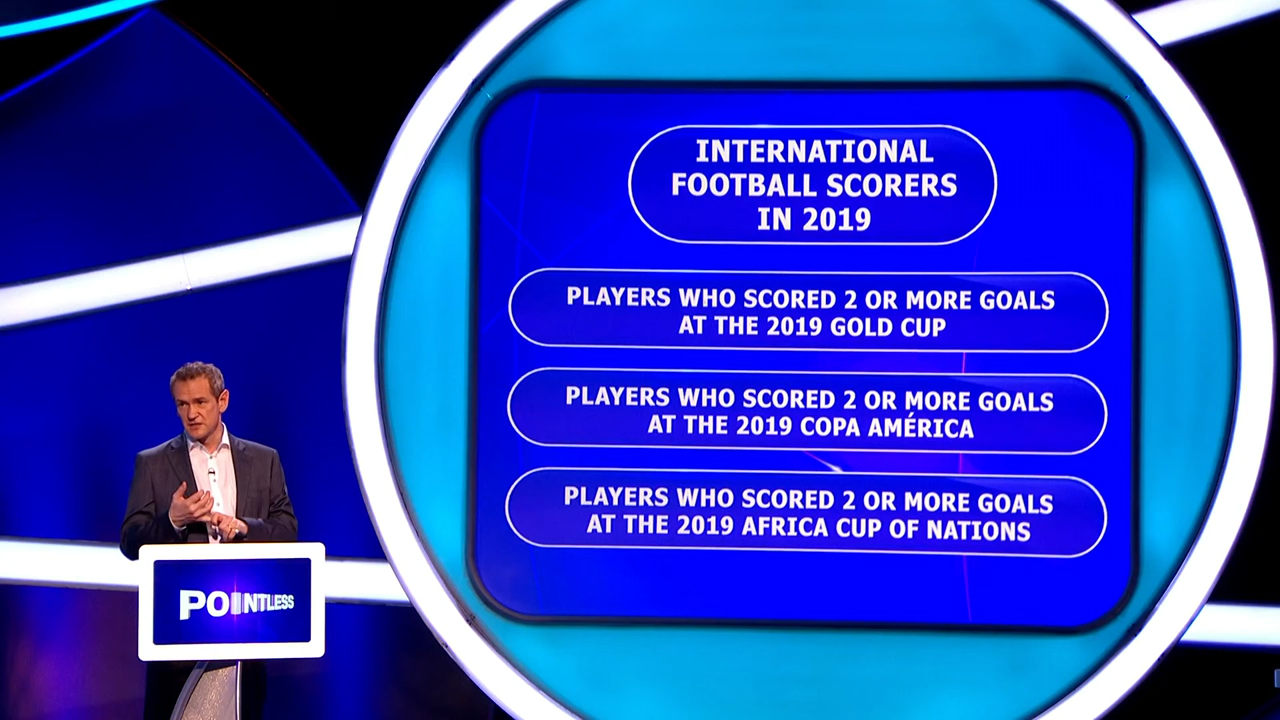 INTERNATIONAL
FOOTBALL SCORERS
IN 2019
PLAYERS WHO SCORED 2 OR MORE GOALS
AT THE 2019 GOLD CUP
PLAYERS WHO SCORED 2 OR MORE GOALS
AT THE 2019 COPA AMÉRICA
PLAYERS WHO SCORED 2 OR MORE GOALS
AT THE 2019 AFRICA CUP OF NATIONS
POINTLESS